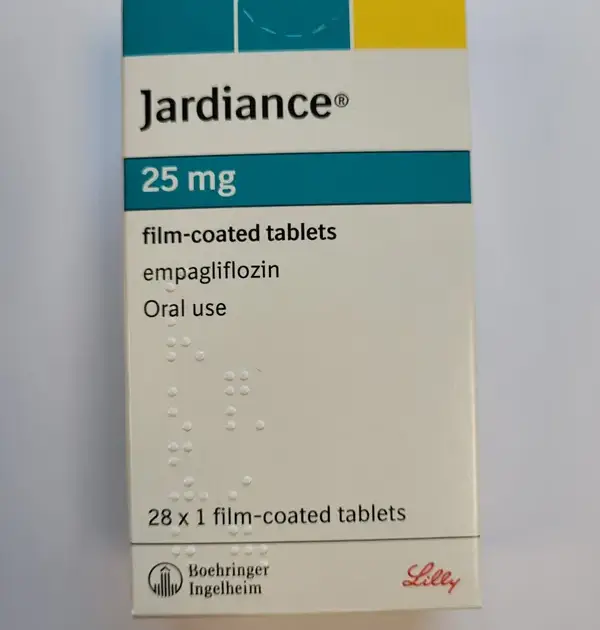 Jardiance®
25 mg
film-coated tablets
empagliflozin
Oral use
28 x 1 film-coated tablets
Boehringer
Ingelheim
Lilly